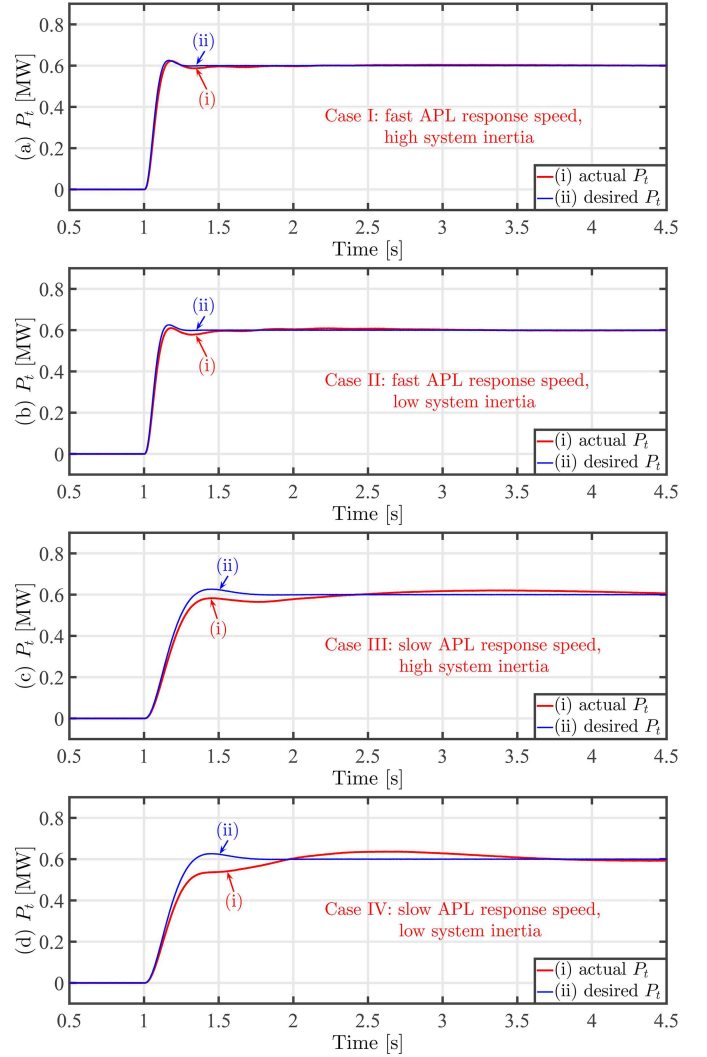 0.8
(ii)
0.6
(i)
0.4
Case I: fast APL response speed,
high system inertia
0.2
(i) actual P_t
0
(ii) desired P_t
(a) P_t [MW]
0.5 1 1.5 2 2.5 3 3.5 4 4.5
Time [s]
0.8
(ii)
0.6
(i)
0.4
Case II: fast APL response speed,
low system inertia
0.2
(i) actual P_t
0
(ii) desired P_t
(b) P_t [MW]
0.5 1 1.5 2 2.5 3 3.5 4 4.5
Time [s]
0.8
(ii)
0.6
(i)
0.4
Case III: slow APL response speed,
high system inertia
0.2
(i) actual P_t
0
(ii) desired P_t
(c) P_t [MW]
0.5 1 1.5 2 2.5 3 3.5 4 4.5
Time [s]
0.8
(ii)
0.6
(i)
0.4
Case IV: slow APL response speed,
low system inertia
0.2
(i) actual P_t
0
(ii) desired P_t
(d) P_t [MW]
0.5 1 1.5 2 2.5 3 3.5 4 4.5
Time [s]